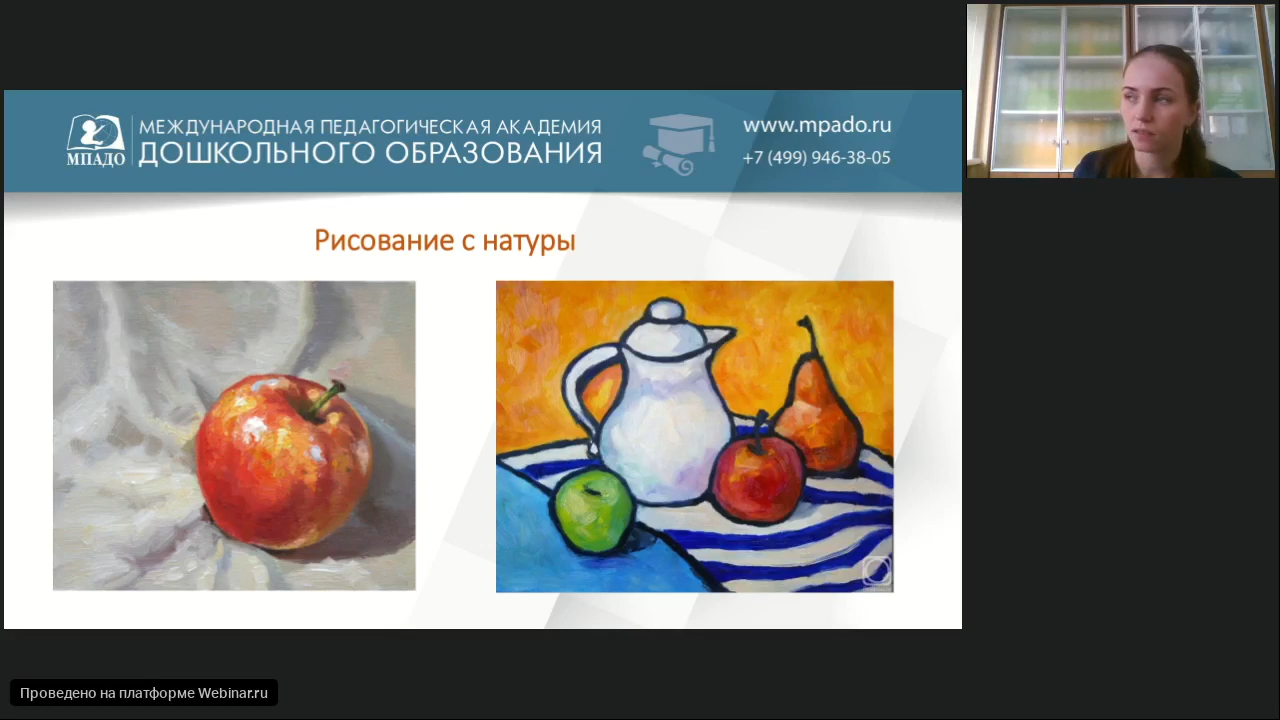 МПАДО
МЕЖДУНАРОДНАЯ ПЕДАГОГИЧЕСКАЯ АКАДЕМИЯ
ДОШКОЛЬНОГО ОБРАЗОВАНИЯ
www.mpado.ru
+7 (499) 946-38-05
Рисование с натуры
Проведено на платформе Webinar.ru